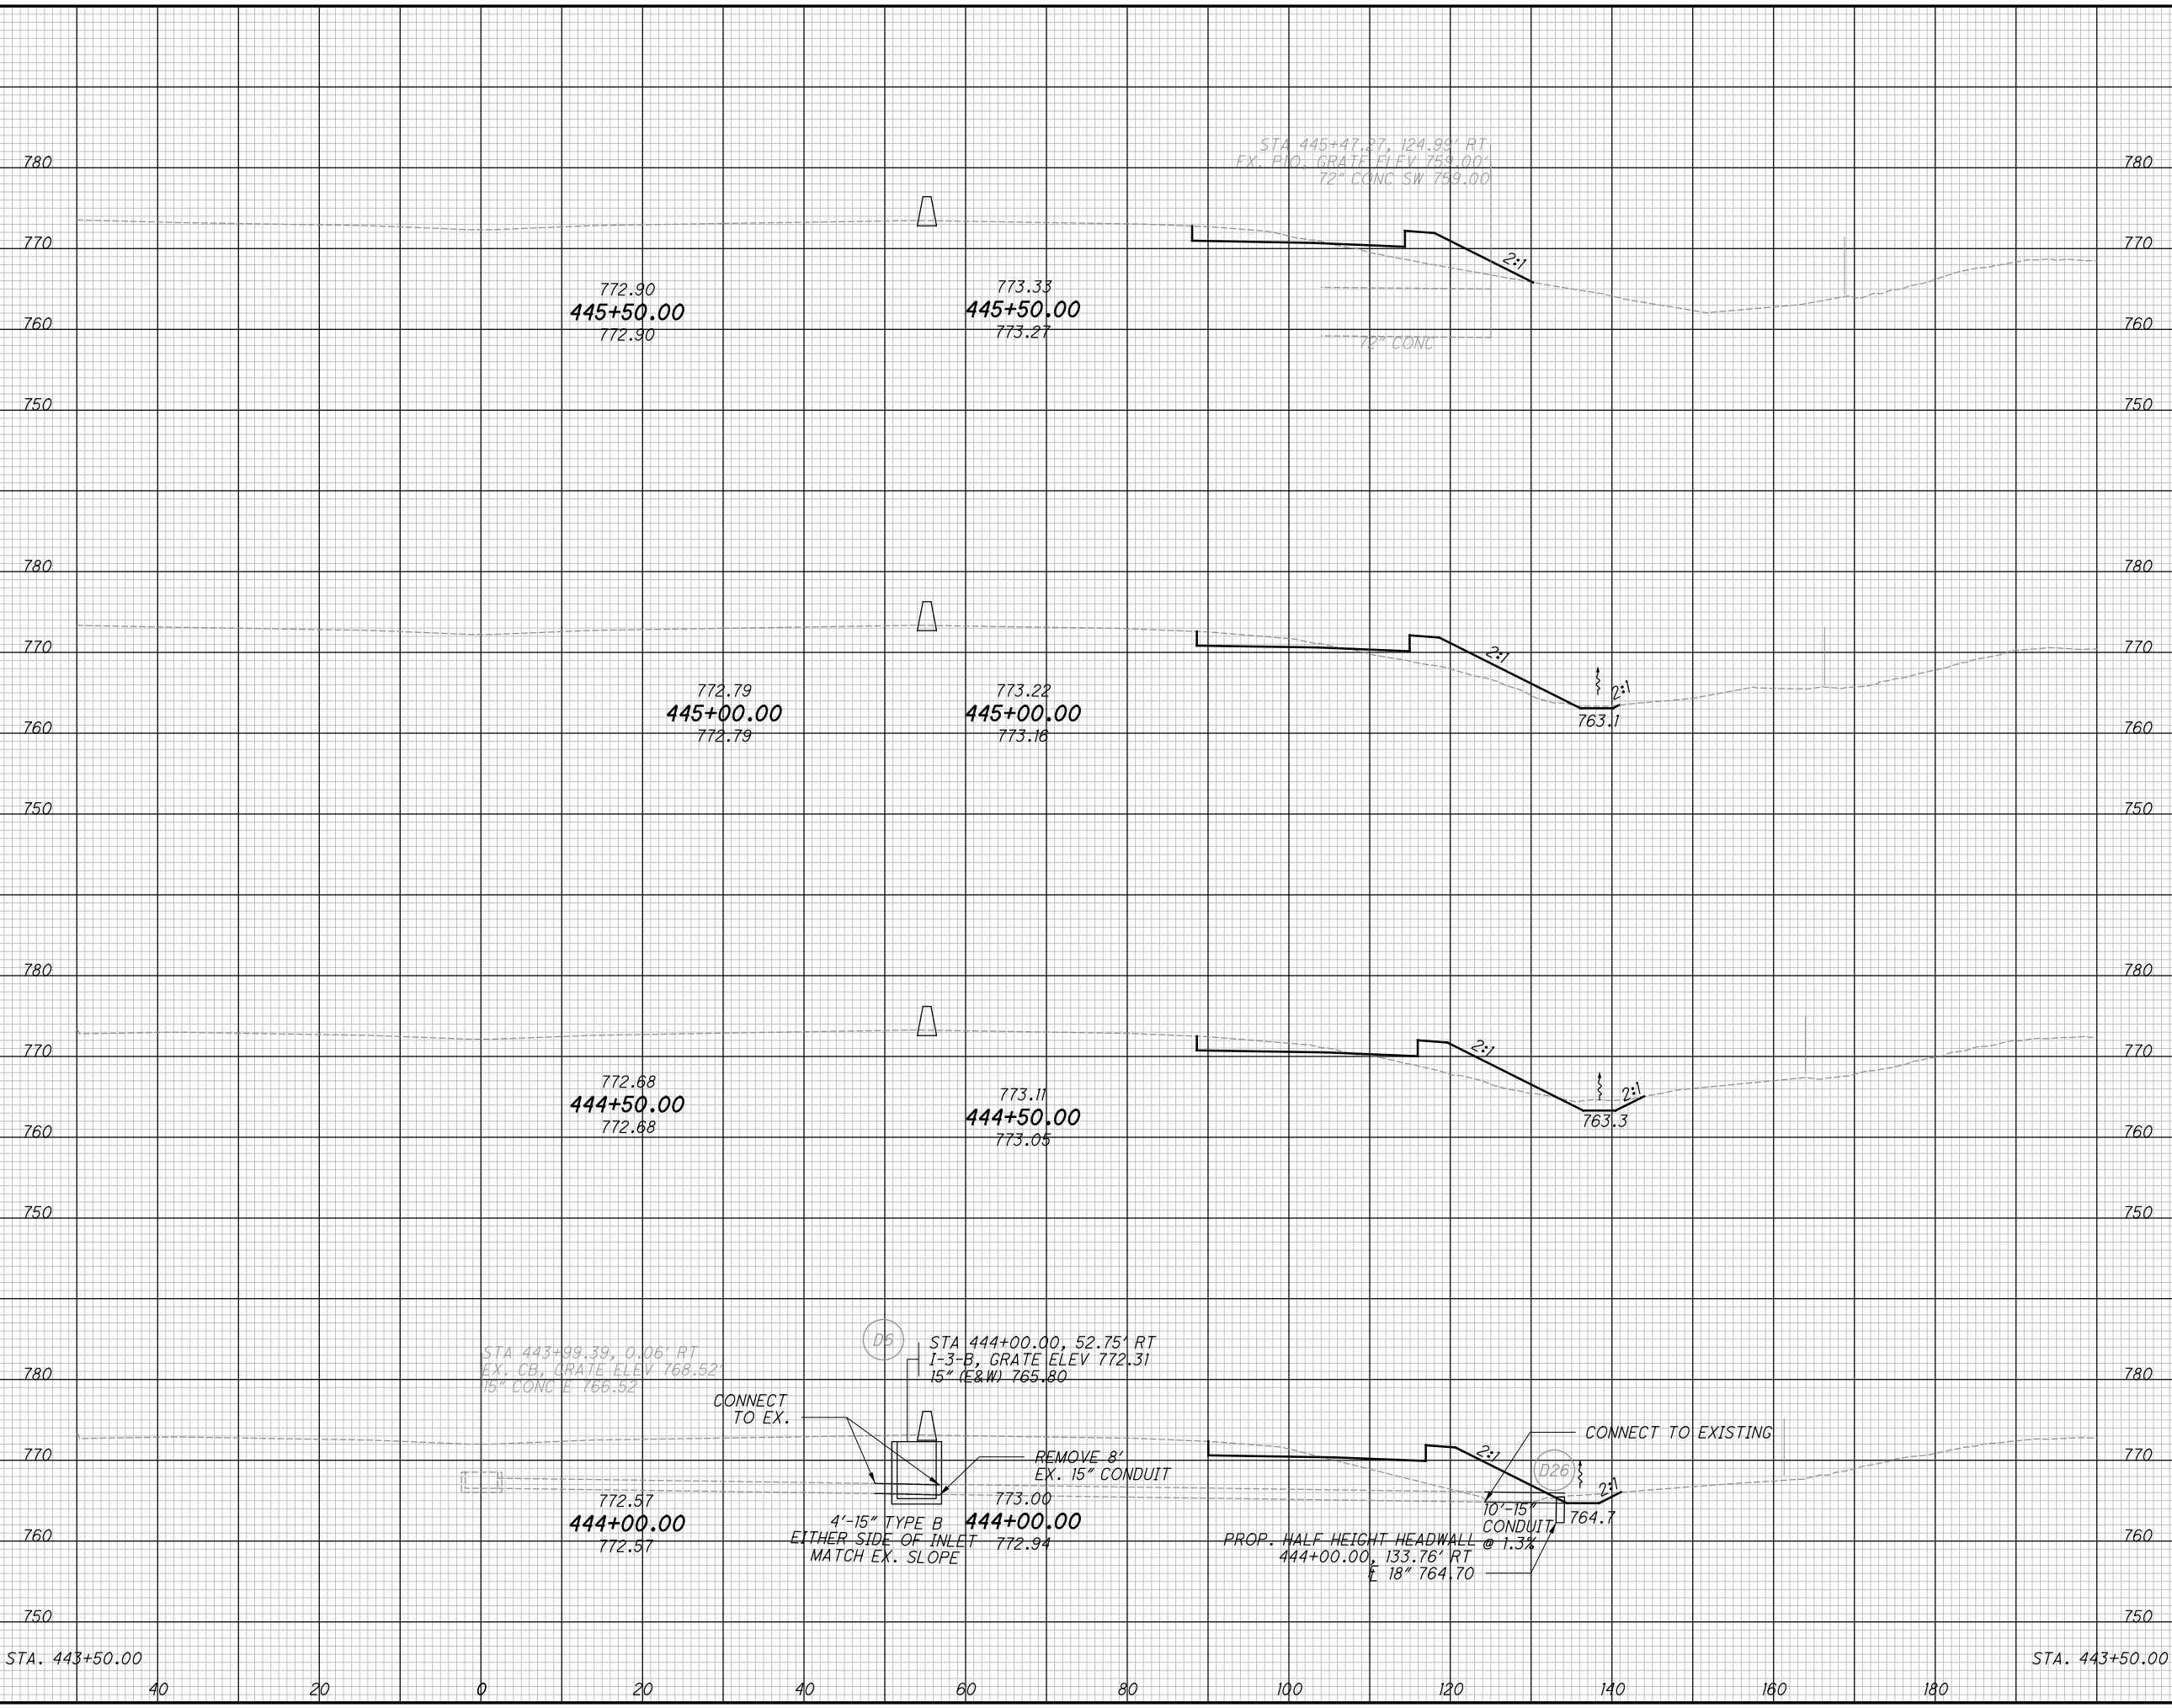 STA 445+47.27, 124.99' RT
EX. PIO, GRATE ELEV 759.00'
72" CONC SW 759.00
780 780
770 770
2:1
772.90
445+50.00
772.90
773.33
445+50.00
773.27
760 760
72" CONC
750 750
780 780
770 770
2:1
2:1
763.1
772.79
445+00.00
772.79
773.22
445+00.00
773.16
760 760
750 750
780 780
770 770
2:1
2:1
763.3
772.68
444+50.00
772.68
773.11
444+50.00
773.05
760 760
750 750
D6
STA 444+00.00, 52.75' RT
I-3-B, GRATE ELEV 772.31
15" (E&W) 765.80
STA 443+99.39, 0.06' RT
EX. CB, GRATE ELEV 768.52'
15" CONC E 766.52
780 780
CONNECT
TO EX.
CONNECT TO EXISTING
770 770
REMOVE 8'
EX. 15" CONDUIT
2:1
D26
2:1
772.57
444+00.00
772.57
773.00
444+00.00
772.94
4'-15" TYPE B
EITHER SIDE OF INLET
MATCH EX. SLOPE
10'-15"
CONDUIT
@ 1.3%
764.7
PROP. HALF HEIGHT HEADWALL
444+00.00, 133.76' RT
E 18" 764.70
760 760
750 750
STA. 443+50.00 STA. 443+50.00
40 20 0 20 40 60 80 100 120 140 160 180